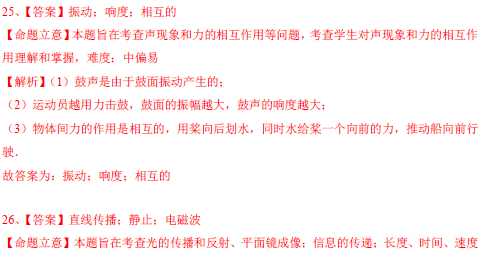 25、【答案】振动；响度；相互的
【命题立意】本题旨在考查声现象和力的相互作用等问题，考查学生对声现象和力的相互作
用理解和掌握，难度：中偏易
【解析】（1）鼓声是由于鼓面振动产生的；
（2）运动员越用力击鼓，鼓面的振幅越大，鼓声的响度越大；
（3）物体间力的作用是相互的，用桨向后划水，同时水给桨一个向前的力，推动船向前行
驶．
故答案为：振动；响度；相互的
26、【答案】直线传播；静止；电磁波
【命题立意】本题旨在考查光的传播和反射、平面镜成像；信息的传递；长度、时间、速度